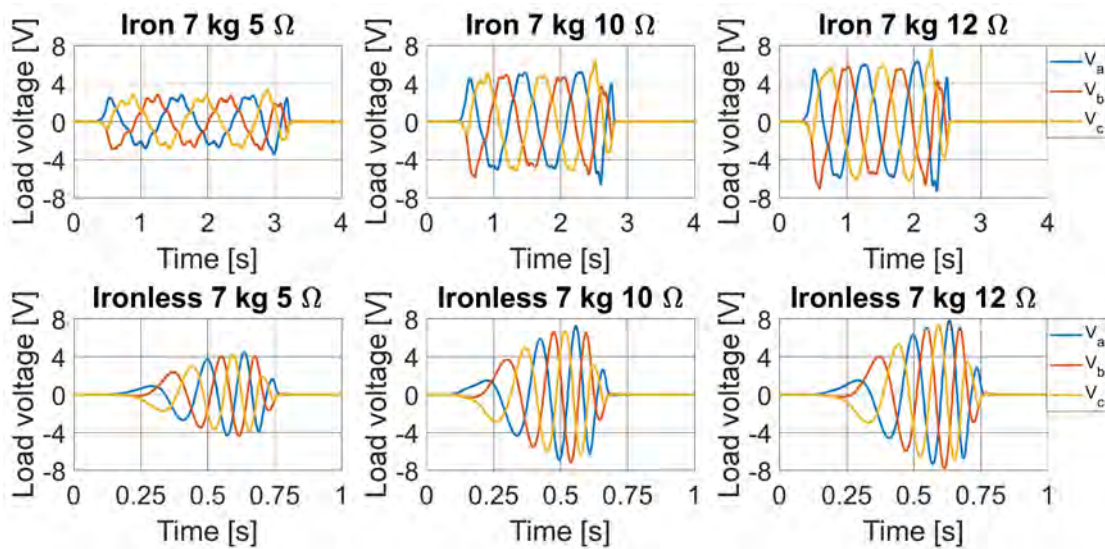 Iron 7 kg 5 Ω
Iron 7 kg 10 Ω
Iron 7 kg 12 Ω
Load voltage [V]
8
4
0
-4
-8
0
1
2
3
4
Time [s]
Load voltage [V]
8
4
0
-4
-8
0
1
2
3
4
Time [s]
Load voltage [V]
8
4
0
-4
-8
0
1
2
3
4
Time [s]
Va
Vb
Vc
Ironless 7 kg 5 Ω
Ironless 7 kg 10 Ω
Ironless 7 kg 12 Ω
Load voltage [V]
8
4
0
-4
-8
0
0.25
0.5
0.75
1
Time [s]
Load voltage [V]
8
4
0
-4
-8
0
0.25
0.5
0.75
1
Time [s]
Load voltage [V]
8
4
0
-4
-8
0
0.25
0.5
0.75
1
Time [s]
Va
Vb
Vc